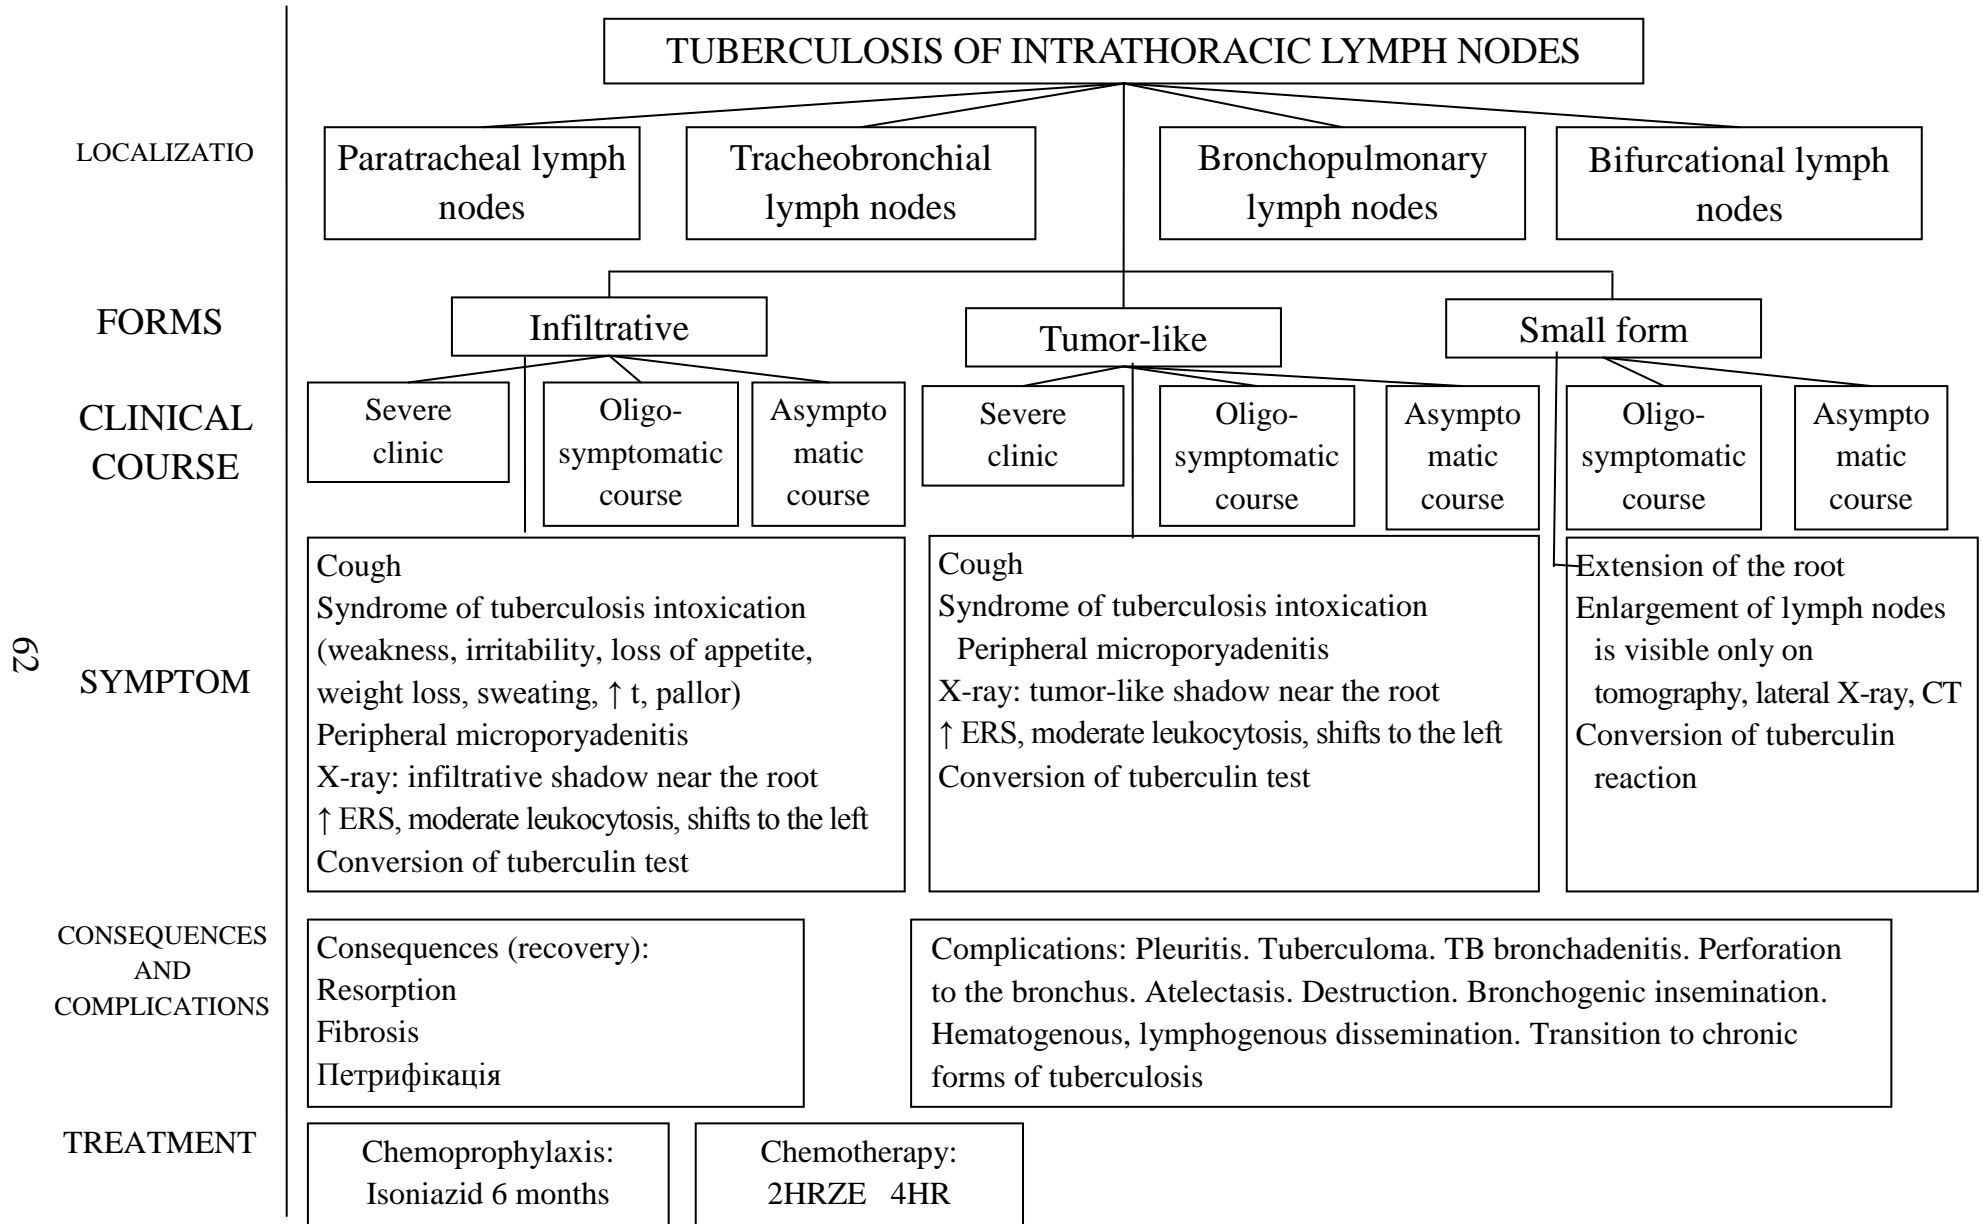 TUBERCULOSIS OF INTRATHORACIC LYMPH NODES
LOCALIZATIO
Paratracheal lymph
nodes
Tracheobronchial
lymph nodes
Bronchopulmonary
lymph nodes
Bifurcational lymph
nodes
FORMS
Infiltrative
Tumor-like
Small form
CLINICAL
COURSE
Severe
clinic
Oligo-
symptomatic
course
Asympto
matic
course
Severe
clinic
Oligo-
symptomatic
course
Asympto
matic
course
Oligo-
symptomatic
course
Asympto
matic
course
62
SYMPTOM
Cough
Syndrome of tuberculosis intoxication
(weakness, irritability, loss of appetite,
weight loss, sweating, ↑ t, pallor)
Peripheral microporyadenitis
X-ray: infiltrative shadow near the root
↑ ERS, moderate leukocytosis, shifts to the left
Conversion of tuberculin test
Cough
Syndrome of tuberculosis intoxication
Peripheral microporyadenitis
X-ray: tumor-like shadow near the root
↑ ERS, moderate leukocytosis, shifts to the left
Conversion of tuberculin test
Extension of the root
Enlargement of lymph nodes
is visible only on
tomography, lateral X-ray, CT
Conversion of tuberculin
reaction
CONSEQUENCES
AND
COMPLICATIONS
Consequences (recovery):
Resorption
Fibrosis
Петрифікація
Complications: Pleuritis. Tuberculoma. TB bronchadenitis. Perforation
to the bronchus. Atelectasis. Destruction. Bronchogenic insemination.
Hematogenous, lymphogenous dissemination. Transition to chronic
forms of tuberculosis
TREATMENT
Chemoprophylaxis:
Isoniazid 6 months
Chemotherapy:
2HRZE 4HR